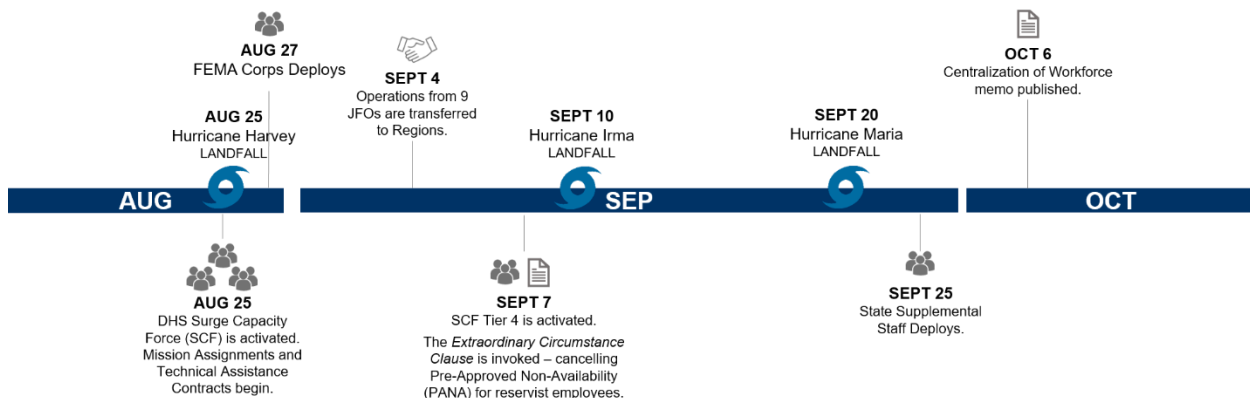 AUG 27
FEMA Corps Deploys
AUG 25
Hurricane Harvey
LANDFALL
SEPT 4
Operations from 9
JFOs are transferred
to Regions.
SEPT 10
Hurricane Irma
LANDFALL
SEPT 20
Hurricane Maria
LANDFALL
OCT 6
Centralization of Workforce
memo published.
AUG
SEP
OCT
AUG 25
DHS Surge Capacity
Force (SCF) is activated.
Mission Assignments and
Technical Assistance
Contracts begin.
SEPT 7
SCF Tier 4 is activated.
The Extraordinary Circumstance
Clause is invoked – cancelling
Pre-Approved Non-Availability
(PANA) for reservist employees.
SEPT 25
State Supplemental
Staff Deploys.